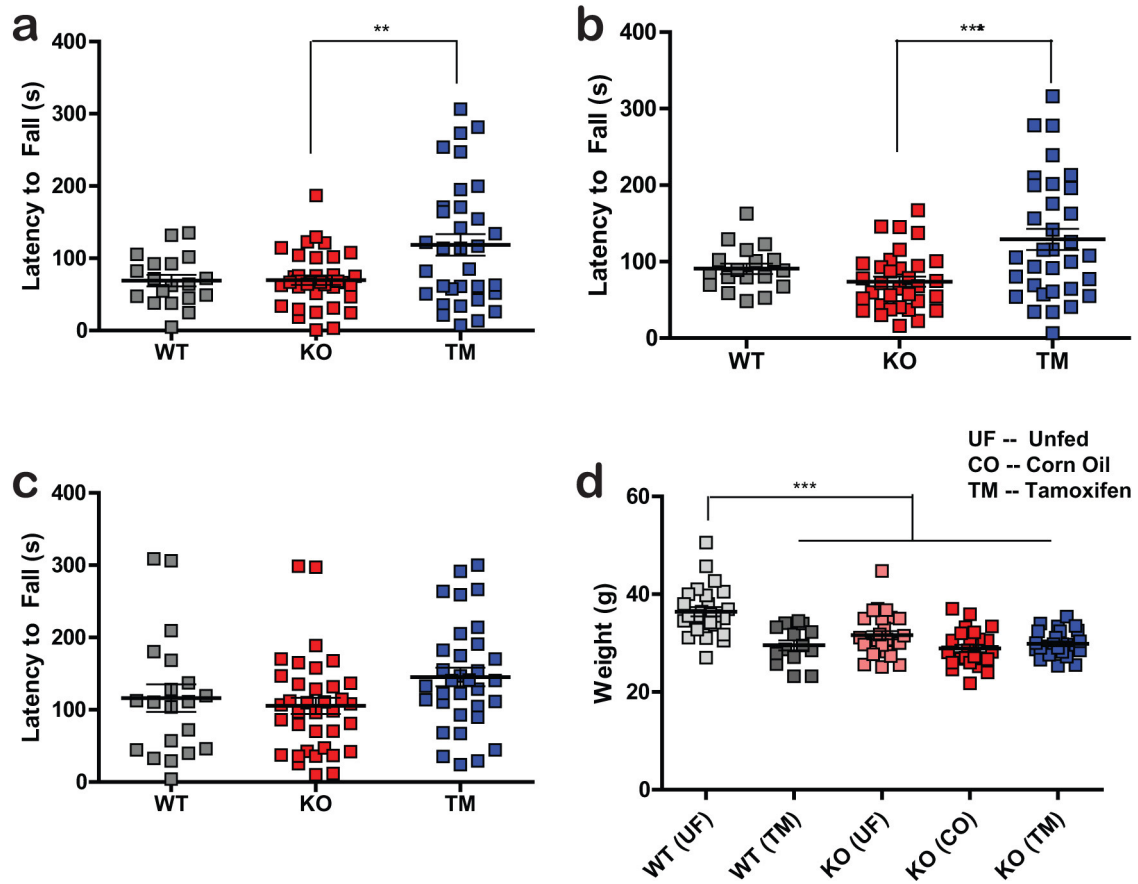 a
**
400
300
200
100
0
Latency to Fall (s)
WT
KO
TM
b
***
400
300
200
100
0
Latency to Fall (s)
WT
KO
TM
c
400
300
200
100
0
Latency to Fall (s)
WT
KO
TM
UF -- Unfed
CO -- Corn Oil
TM -- Tamoxifen
d
***
60
40
20
0
Weight (g)
WT (UF)
WT (TM)
KO (UF)
KO (CO)
KO (TM)